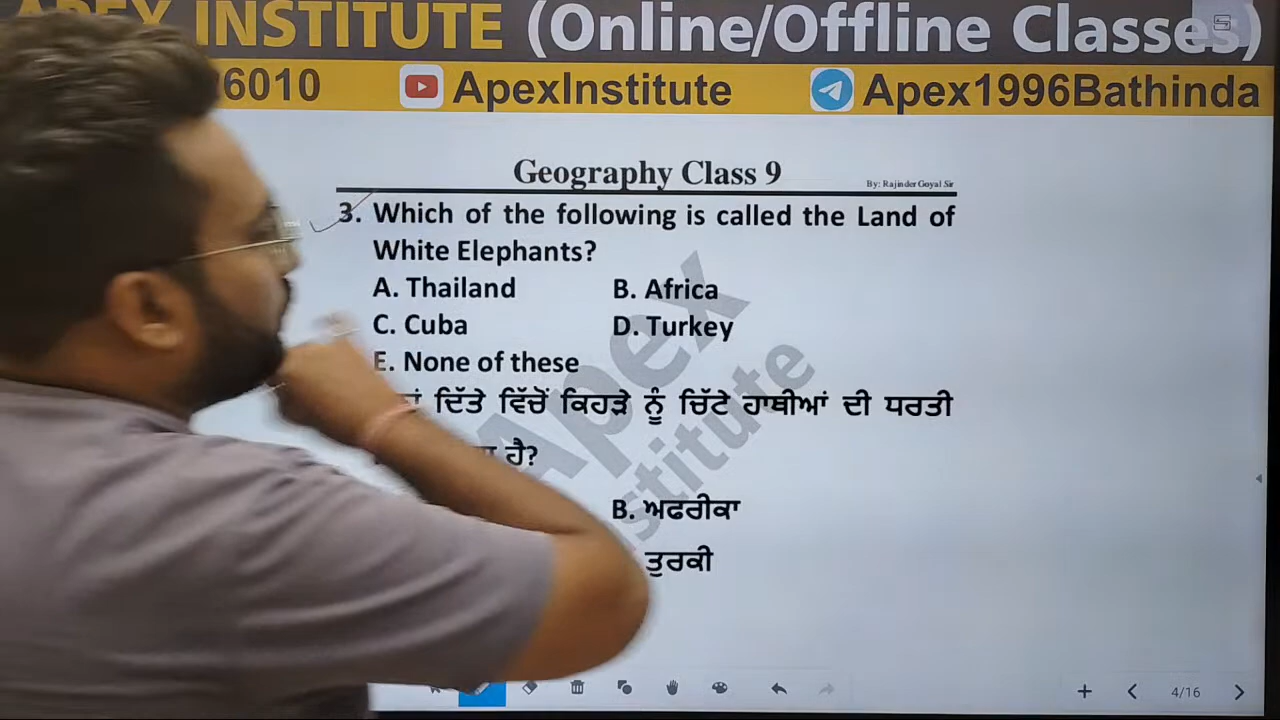 APEX INSTITUTE (Online/Offline Classes)
6010 ApexInstitute Apex1996Bathinda
Geography Class 9
By: Rajinder Goyal Sir
3. Which of the following is called the Land of
White Elephants?
A. Thailand B. Africa
C. Cuba D. Turkey
E. None of these
ਦਿੱਤੇ ਵਿੱਚੋਂ ਕਿਹੜੇ ਨੂੰ ਚਿੱਟੇ ਹਾਥੀਆਂ ਦੀ ਧਰਤੀ
ਹੈ?
B. ਅਫਰੀਕਾ
ਤੁਰਕੀ
Apex
Institute
4/16